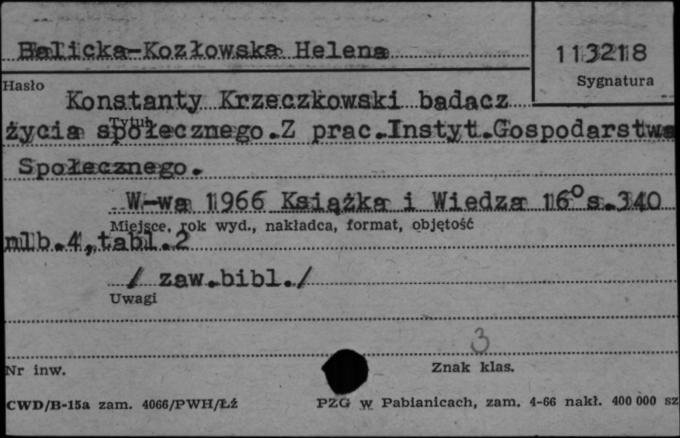 Balicka-Kozłowska Helena
113218
Sygnatura
Hasło
Konstanty Krzeczkowski badacz
życia społecznego.Z prac.Instyt.Gospodarstwa
Tytuł
Społecznego.
W-wa 1966 Książka i Wiedza 16° s.340
Miejsce, rok wyd., nakładca, format, objętość
nlb.4,tabl.2
/ zaw.bibl./
Uwagi
3
Nr inw.
Znak klas.
CWD/B-15a zam. 4066/PWH/Łź
PZG w Pabianicach, zam. 4-66 nakł. 400 000 sz